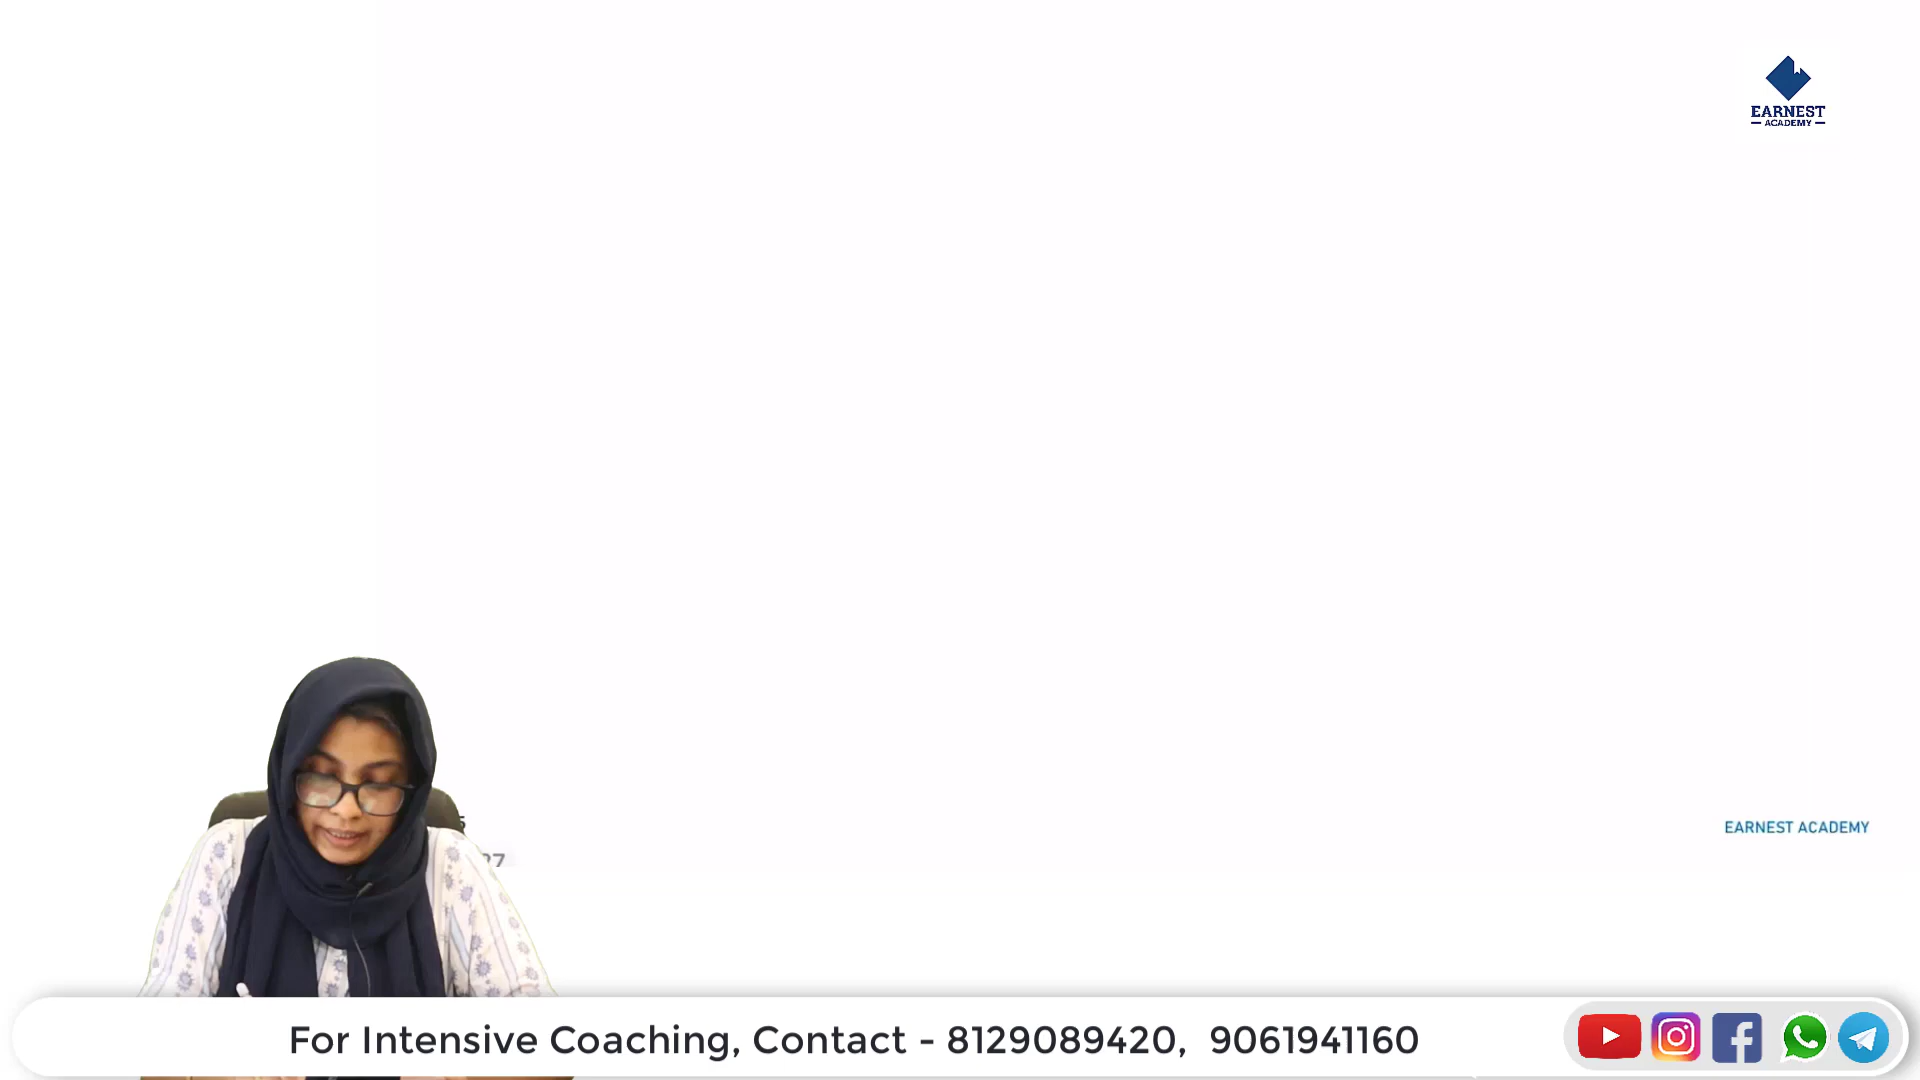 EARNEST
ACADEMY
EARNEST ACADEMY
For Intensive Coaching, Contact - 8129089420, 9061941160